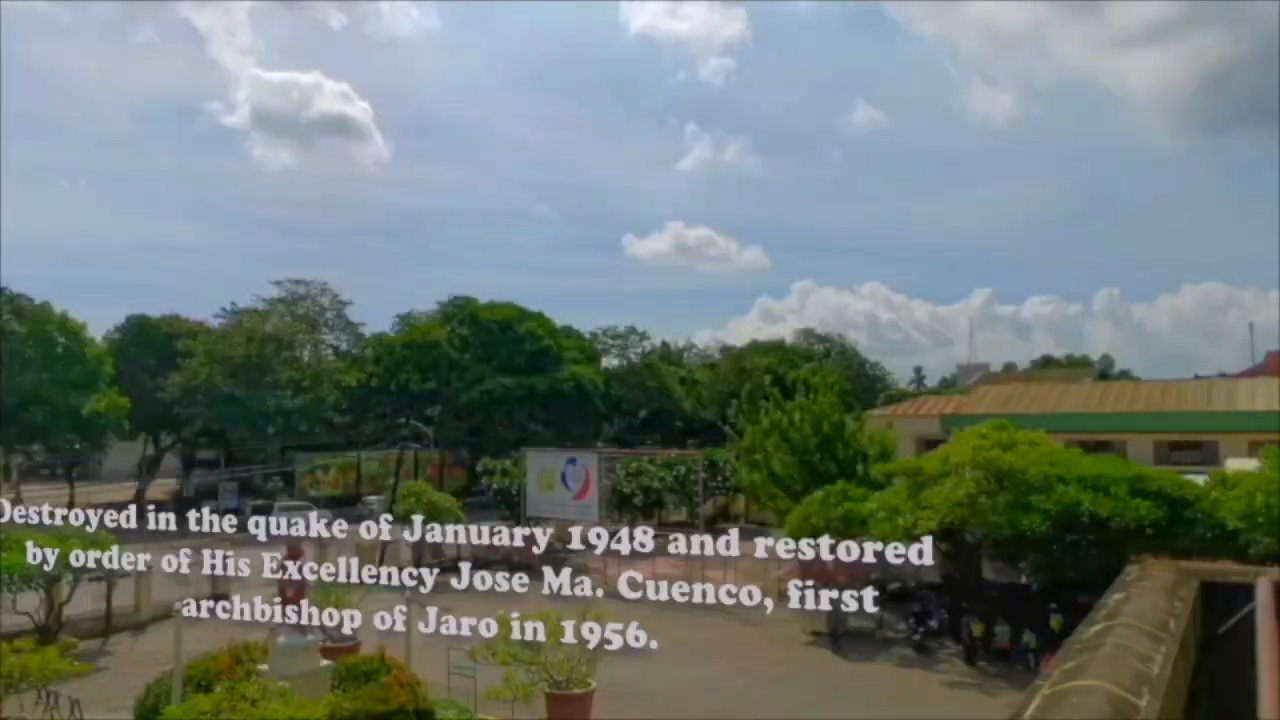 Destroyed in the quake of January 1948 and restored
by order of His Excellency Jose Ma. Cuenco, first
archbishop of Jaro in 1956.